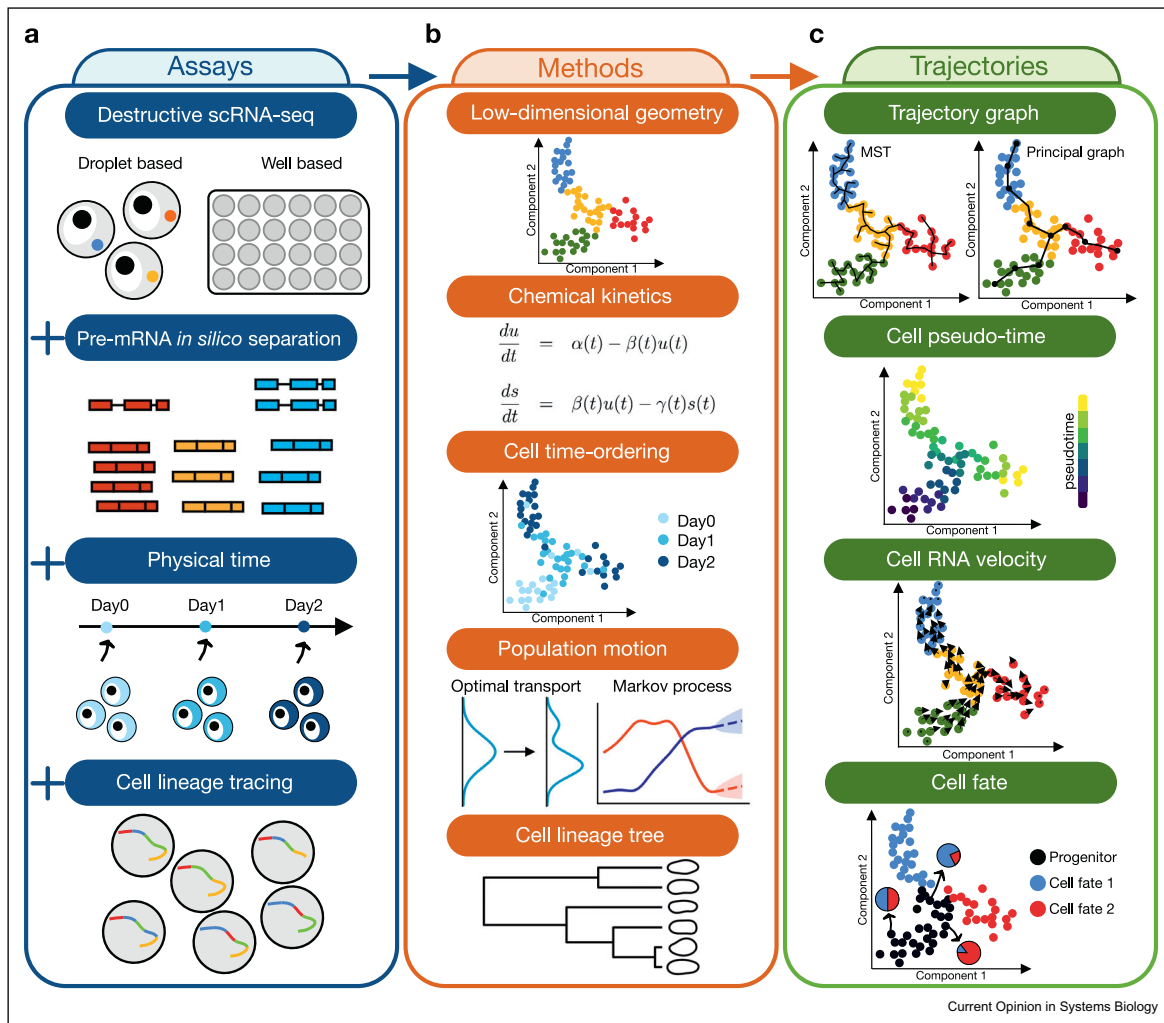 a
Assays
Destructive scRNA-seq
Droplet based
Well based
Pre-mRNA in silico separation
Physical time
Day0
Day1
Day2
Cell lineage tracing
b
Methods
Low-dimensional geometry
Component 2
Component 1
Chemical kinetics
du/dt = α(t) − β(t)u(t)
ds/dt = β(t)u(t) − γ(t)s(t)
Cell time-ordering
Component 2
Day0
Day1
Day2
Component 1
Population motion
Optimal transport
Markov process
Cell lineage tree
c
Trajectories
Trajectory graph
MST
Component 2
Component 1
Principal graph
Component 2
Component 1
Cell pseudo-time
Component 2
pseudotime
Component 1
Cell RNA velocity
Component 2
Component 1
Cell fate
Component 2
Progenitor
Cell fate 1
Cell fate 2
Component 1
Current Opinion in Systems Biology